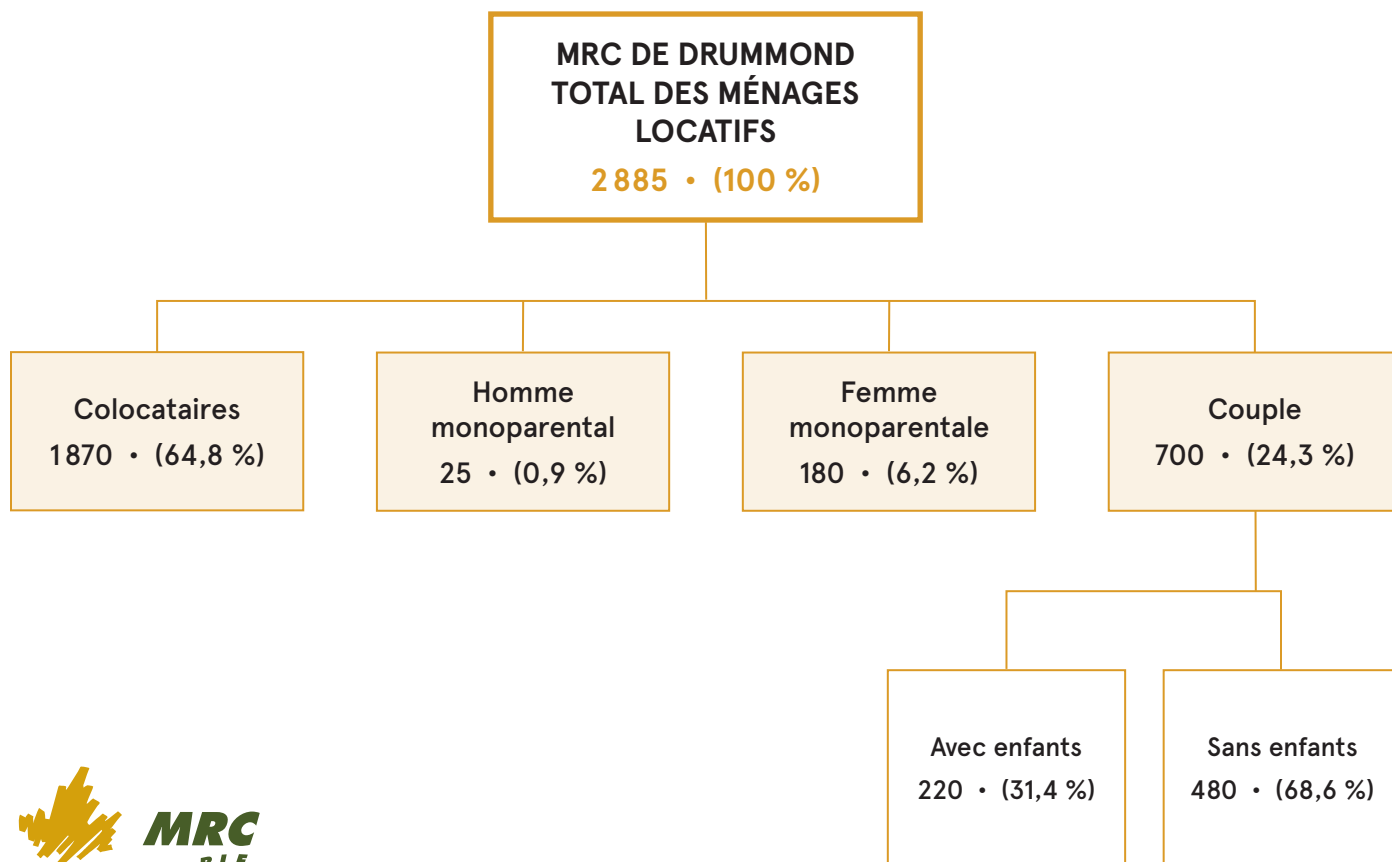 MRC DE DRUMMOND
TOTAL DES MÉNAGES
LOCATIFS
2 885 • (100 %)
Colocataires
1 870 • (64,8 %)
Homme
monoparental
25 • (0,9 %)
Femme
monoparentale
180 • (6,2 %)
Couple
700 • (24,3 %)
Avec enfants
220 • (31,4 %)
Sans enfants
480 • (68,6 %)
MRC